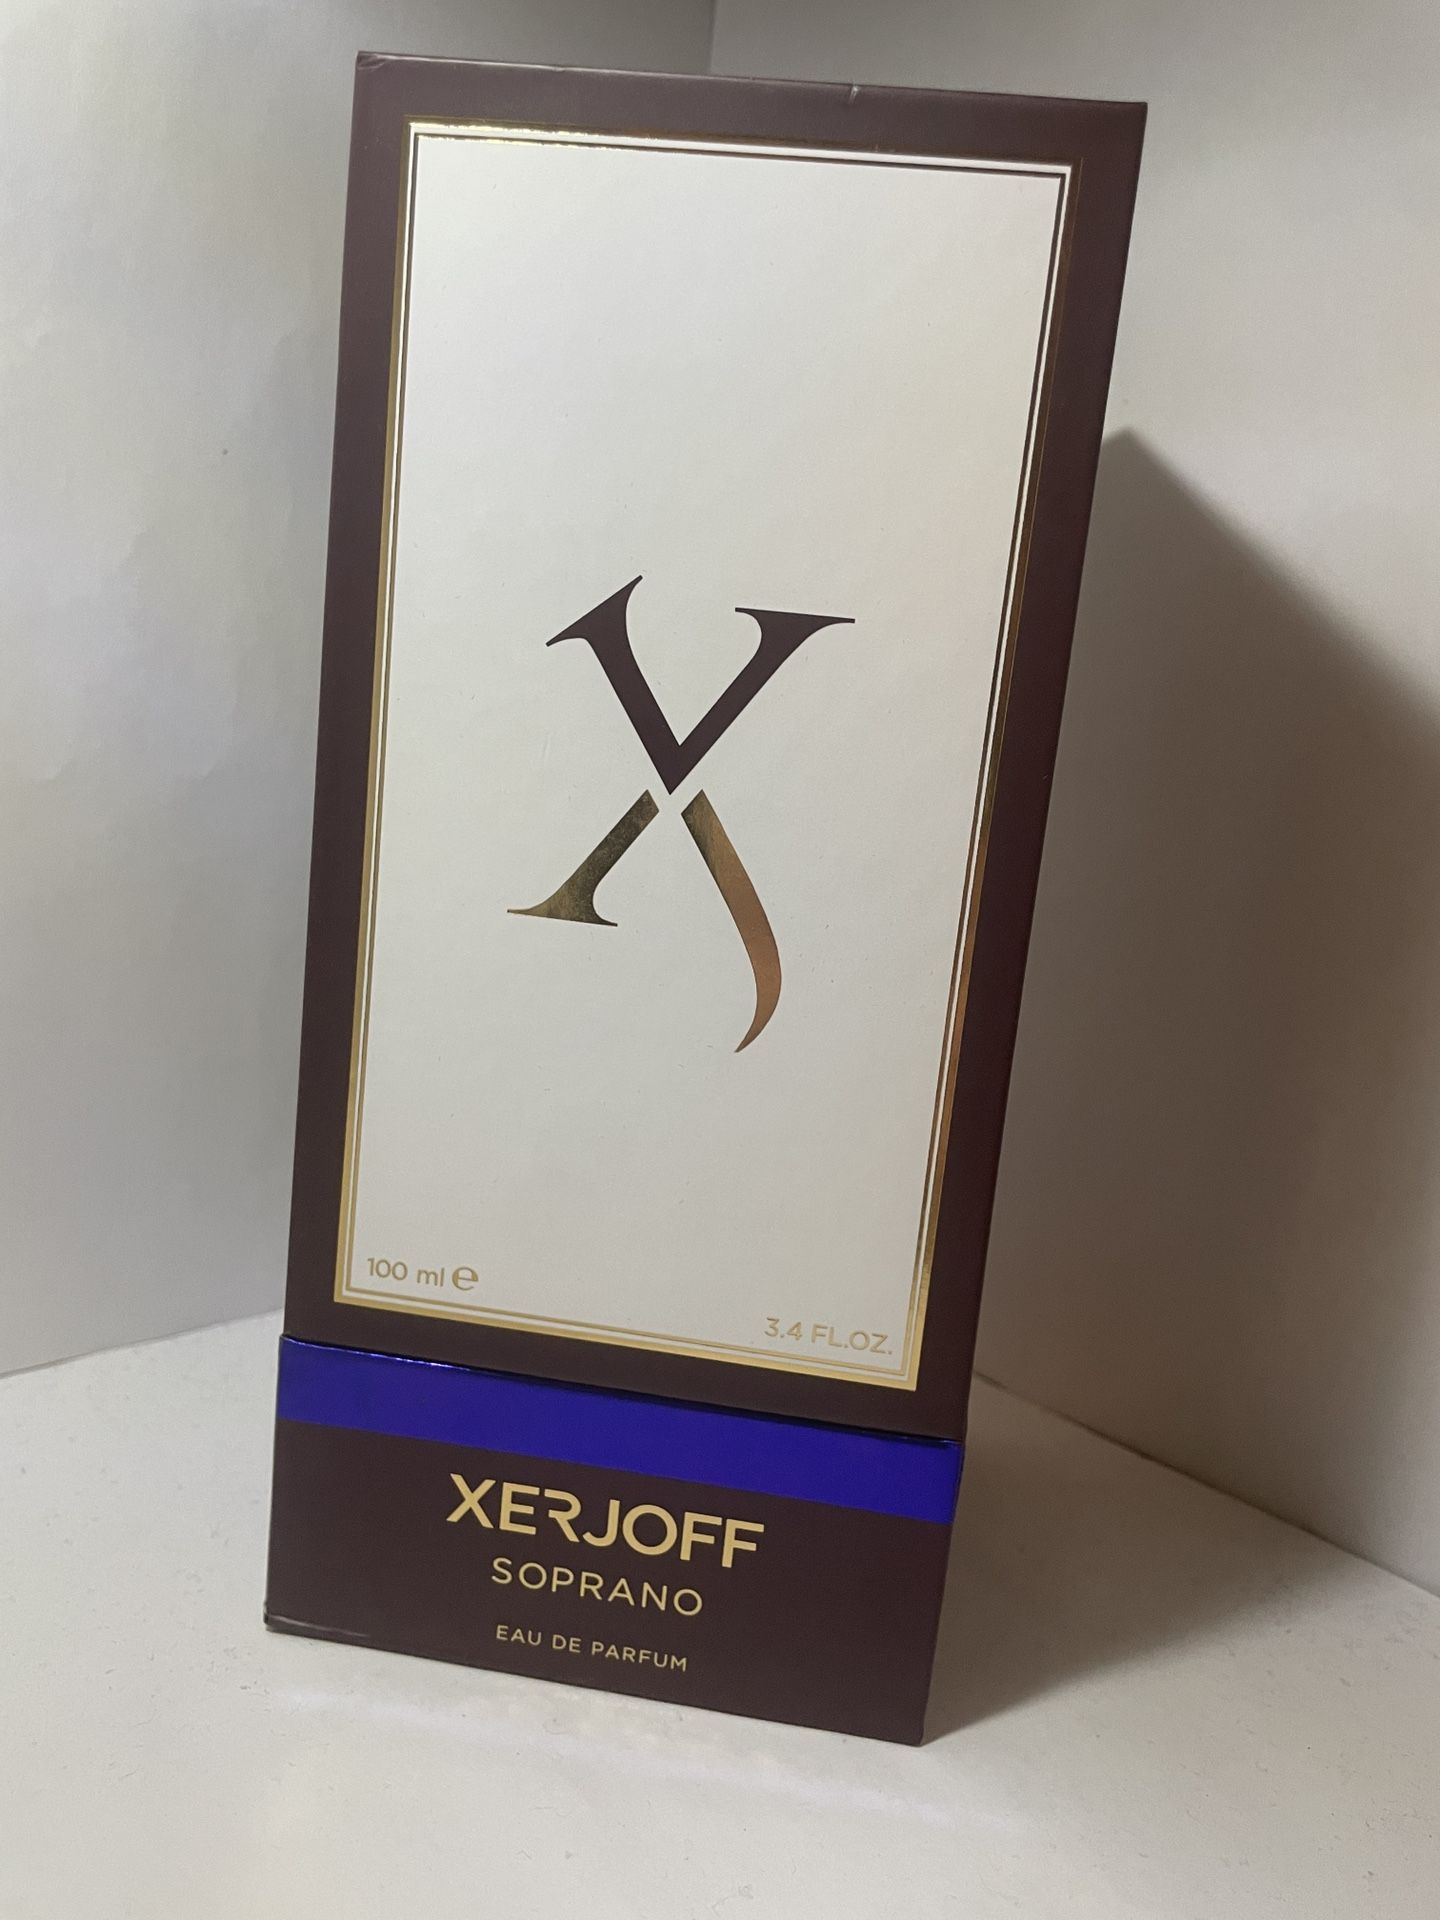 X
100 ml ℮
3.4 FL.OZ.
XERJOFF
SOPRANO
EAU DE PARFUM